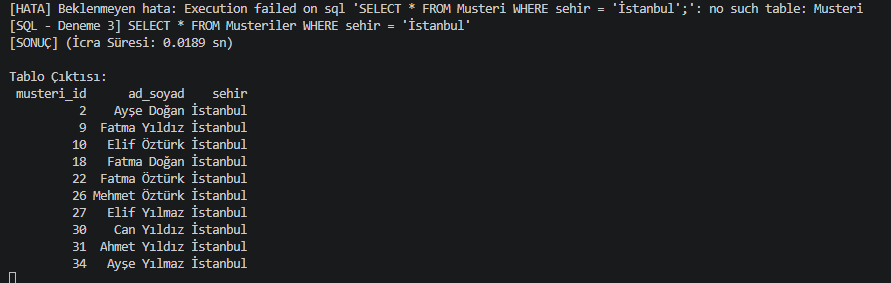 [HATA] Beklenmeyen hata: Execution failed on sql 'SELECT * FROM Musteri WHERE sehir = 'İstanbul';': no such table: Musteri
[SQL - Deneme 3] SELECT * FROM Musteriler WHERE sehir = 'İstanbul'
[SONUÇ] (İcra Süresi: 0.0189 sn)

Tablo Çıktısı:
musteri_id ad_soyad sehir
2 Ayşe Doğan İstanbul
9 Fatma Yıldız İstanbul
10 Elif Öztürk İstanbul
18 Fatma Doğan İstanbul
22 Fatma Öztürk İstanbul
26 Mehmet Öztürk İstanbul
27 Elif Yılmaz İstanbul
30 Can Yıldız İstanbul
31 Ahmet Yıldız İstanbul
34 Ayşe Yılmaz İstanbul